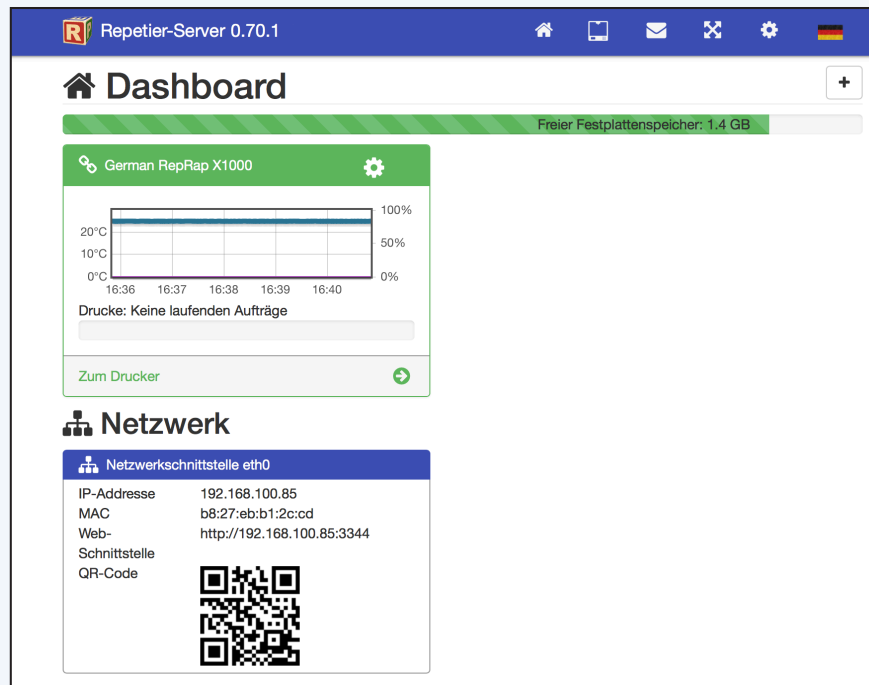 Repetier-Server 0.70.1
Dashboard
Freier Festplattenspeicher: 1.4 GB
German RepRap X1000
100%
20°C
50%
10°C
0°C
0%
16:36 16:37 16:38 16:39 16:40
Drucke: Keine laufenden Aufträge
Zum Drucker
Netzwerk
Netzwerkschnittstelle eth0
IP-Addresse 192.168.100.85
MAC b8:27:eb:b1:2c:cd
Web- http://192.168.100.85:3344
Schnittstelle
QR-Code